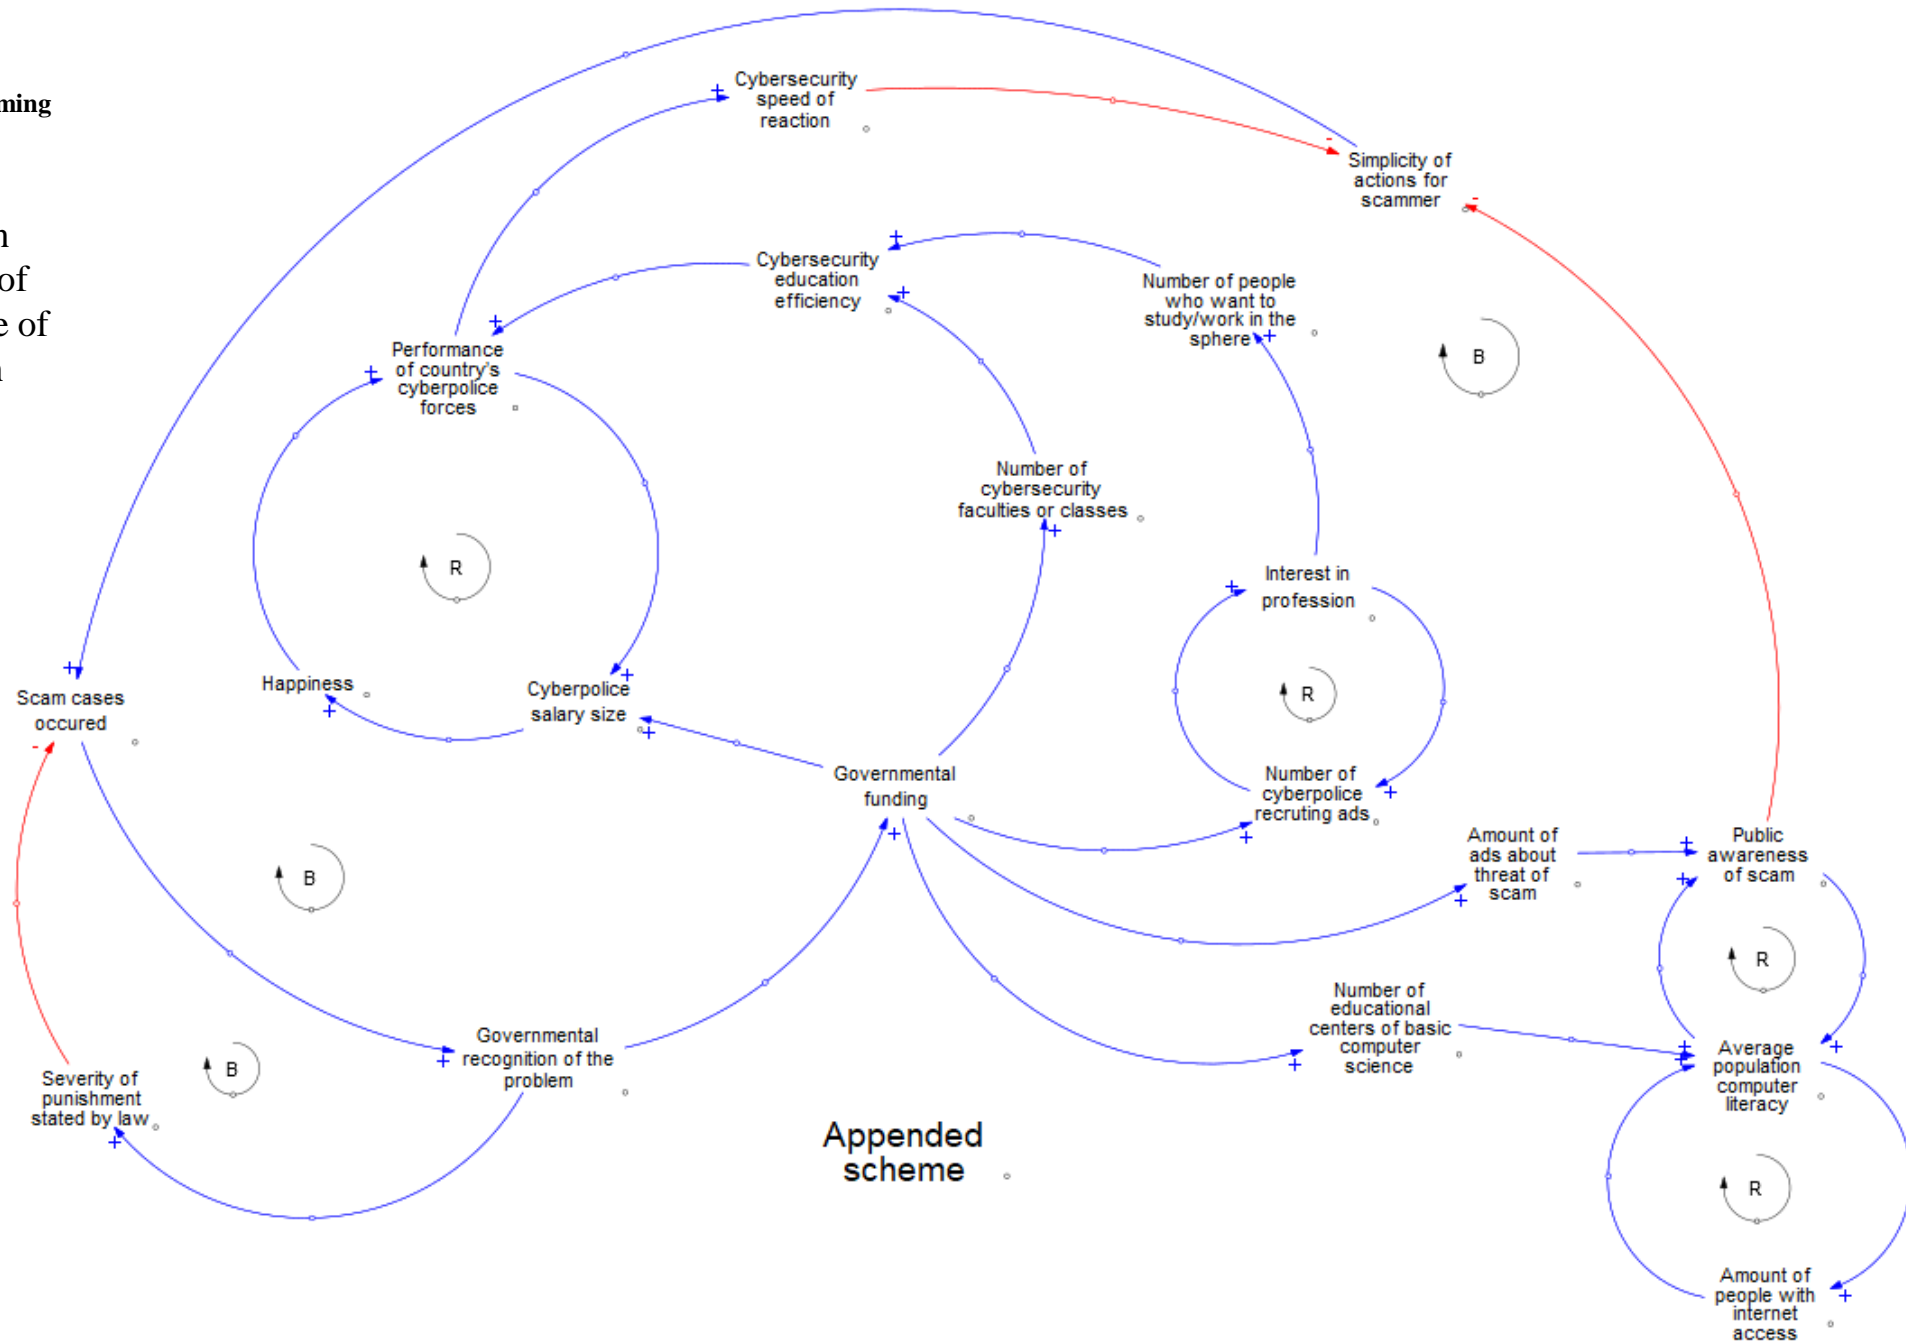 ming
of
e of
Cybersecurity
speed of
reaction
Simplicity of
actions for
scammer
Cybersecurity
education
efficiency
Number of people
who want to
study/work in the
sphere
B
Performance
of country's
cyberpolice
forces
Number of
cybersecurity
faculties or classes
R
Interest in
profession
Happiness
Cyberpolice
salary size
R
Scam cases
occured
Governmental
funding
Number of
cyberpolice
recruting ads
Amount of
ads about
threat of
scam
Public
awareness
of scam
B
R
Number of
educational
centers of basic
computer
science
Governmental
recognition of the
problem
B
Severity of
punishment
stated by law
Average
population
computer
literacy
Appended
scheme
R
Amount of
people with
internet
access